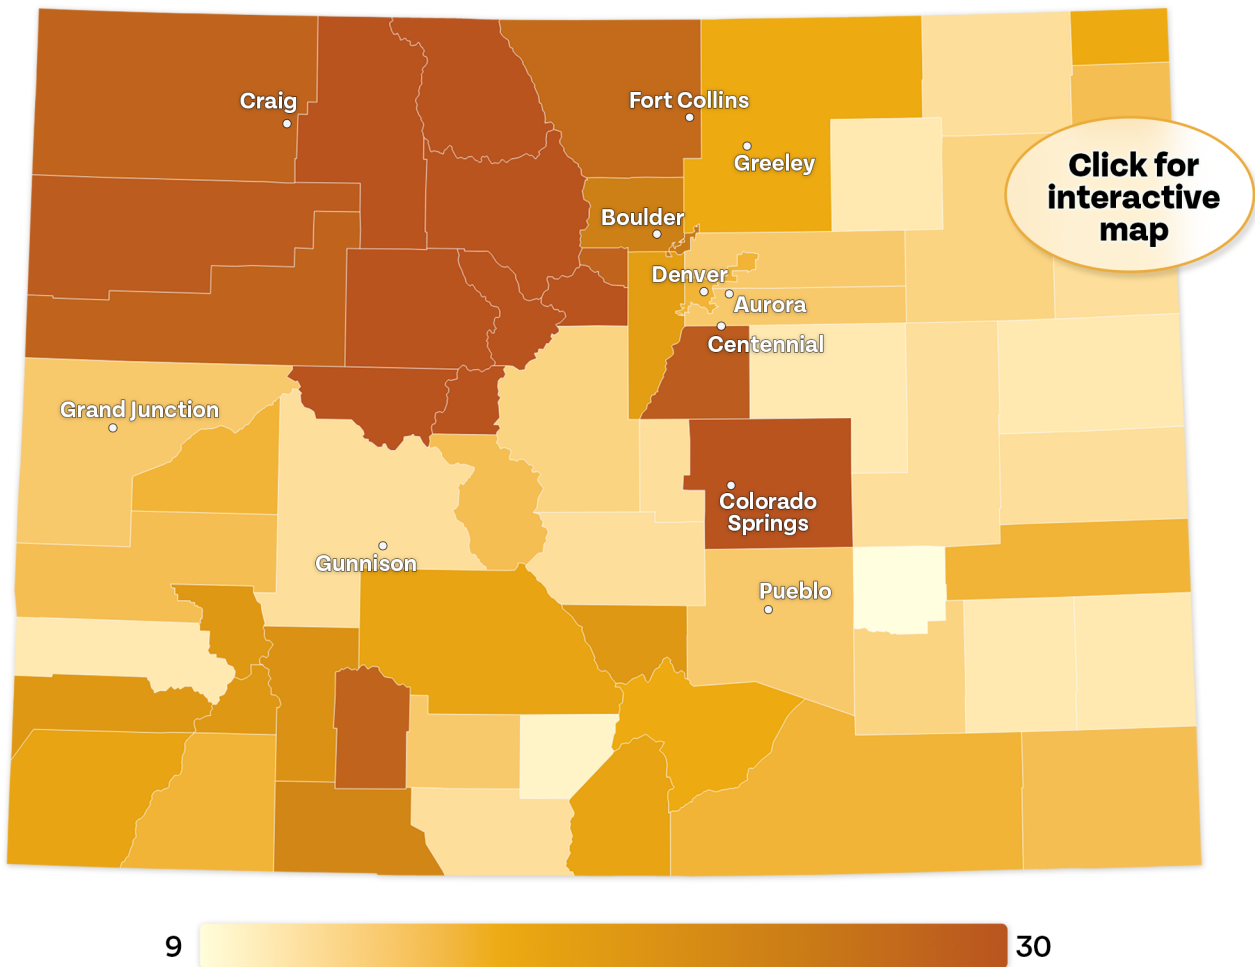 Craig
Fort Collins
Greeley
Click for
interactive
map
Boulder
Denver
Aurora
Centennial
Grand Junction
Colorado
Springs
Gunnison
Pueblo
9
30